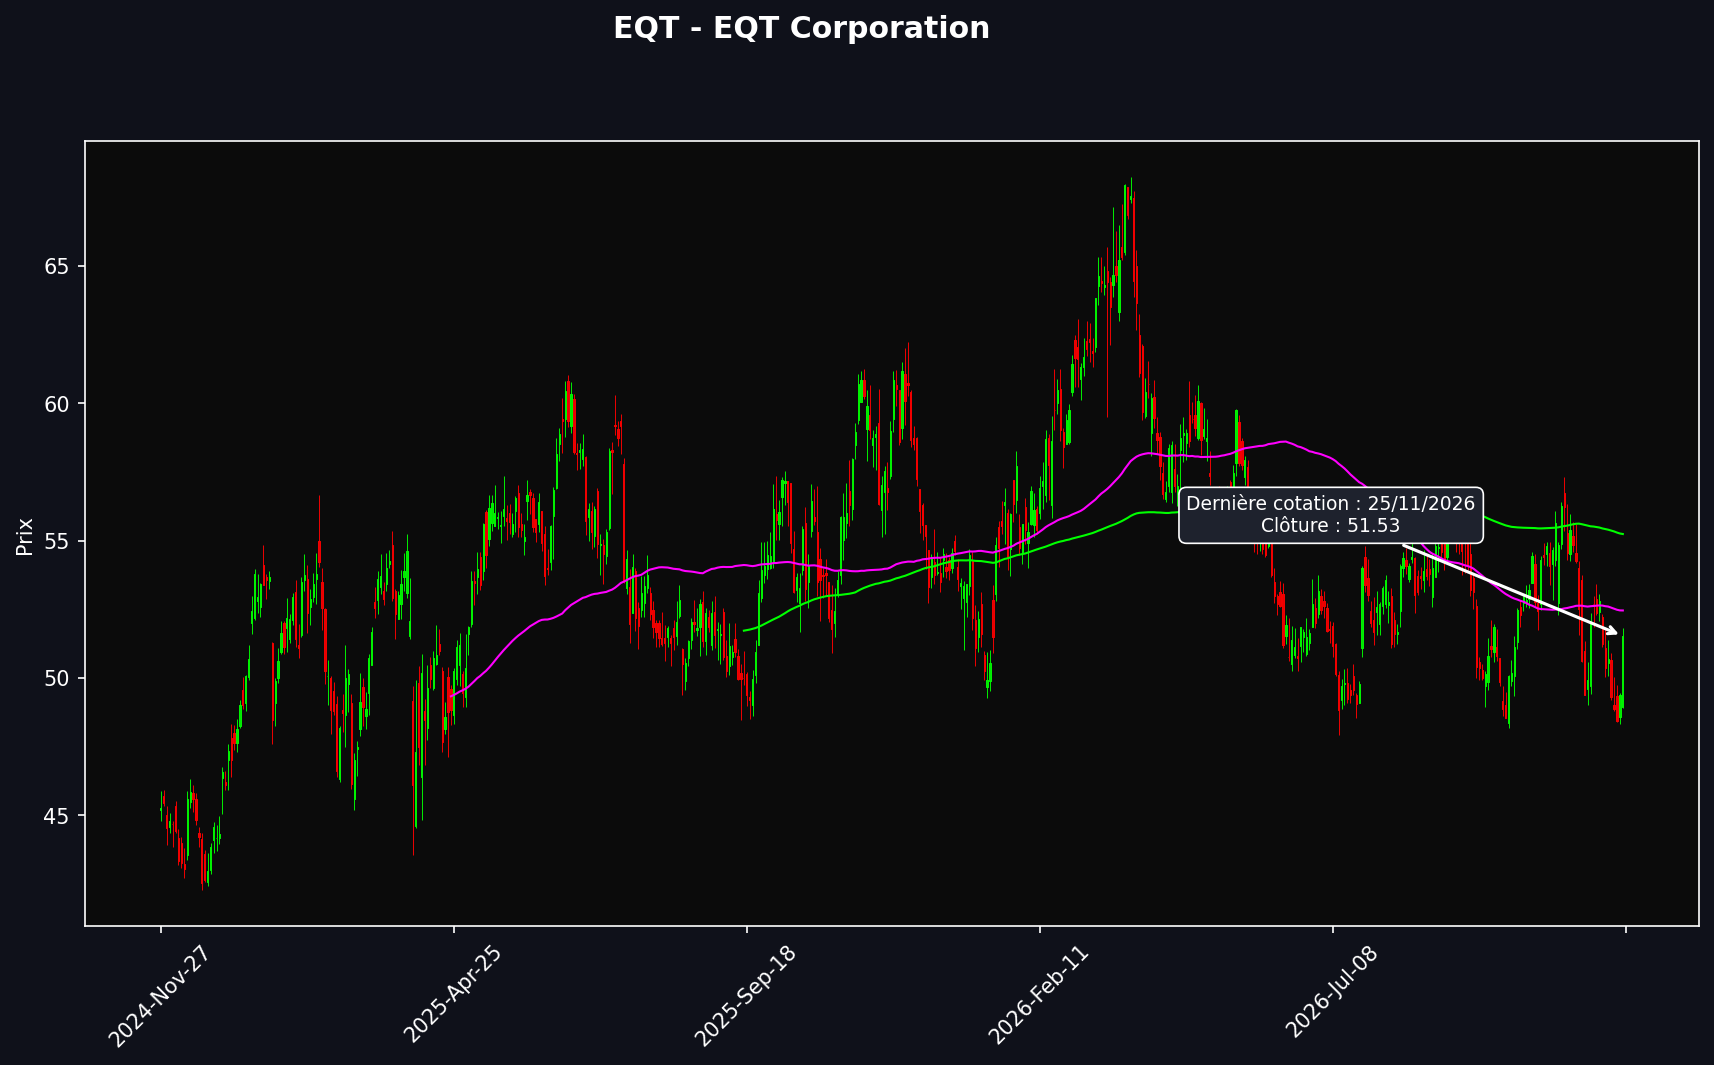 EQT - EQT Corporation
Prix
65
60
55
50
45
Dernière cotation : 25/11/2026
Clôture : 51.53
2024-Nov-27
2025-Apr-25
2025-Sep-18
2026-Feb-11
2026-Jul-08